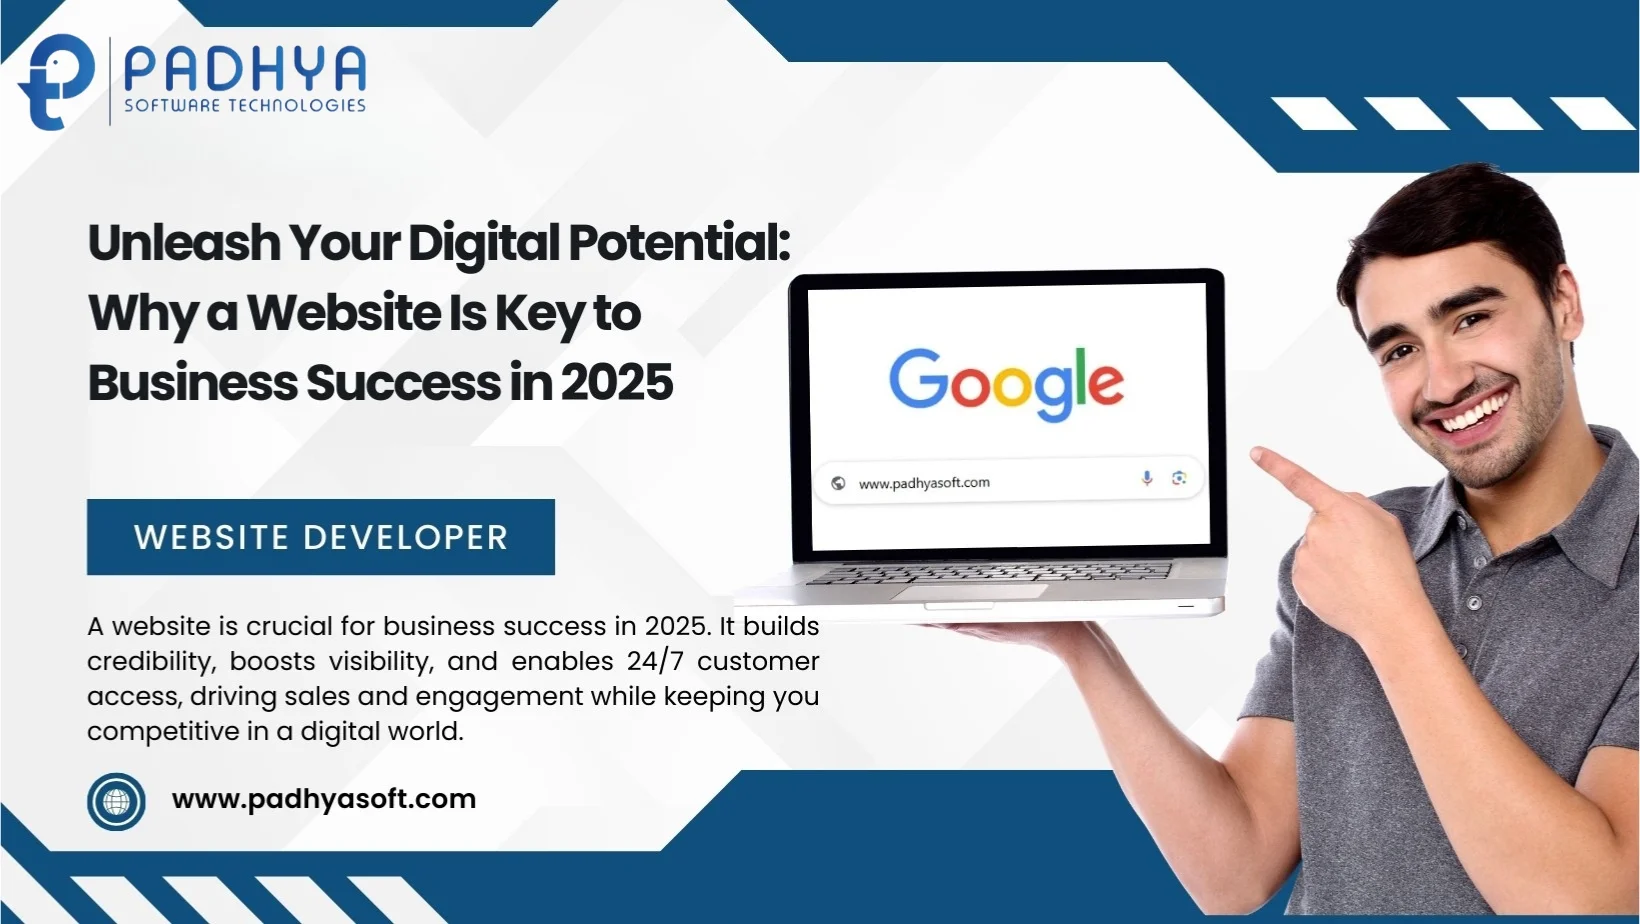 PADHYA
SOFTWARE TECHNOLOGIES
Unleash Your Digital Potential:
Why a Website Is Key to
Business Success in 2025
Google
www.padhyasoft.com
WEBSITE DEVELOPER
A website is crucial for business success in 2025. It builds
credibility, boosts visibility, and enables 24/7 customer
access, driving sales and engagement while keeping you
competitive in a digital world.
www.padhyasoft.com